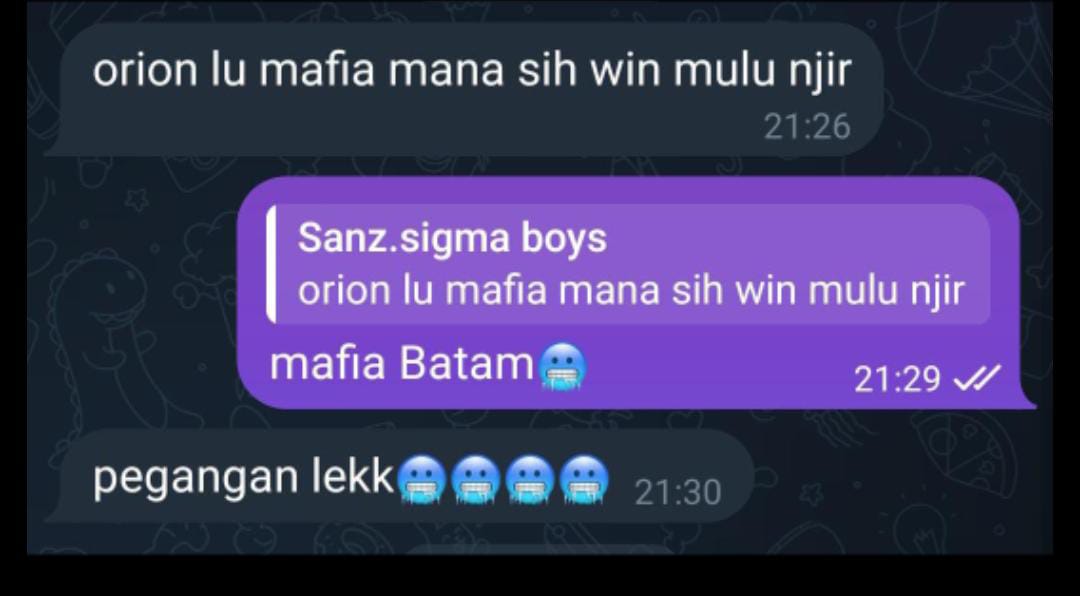 orion lu mafia mana sih win mulu njir
21:26
Sanz.sigma boys
orion lu mafia mana sih win mulu njir
mafia Batam🥶
21:29
pegangan lekk🥶🥶🥶🥶 21:30